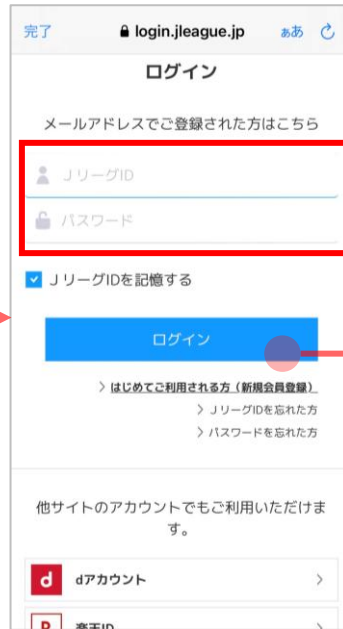 完了 login.jleague.jp ぁあ
ログイン
メールアドレスでご登録された方はこちら
JリーグID
パスワード
JリーグIDを記憶する
ログイン
> はじめてご利用される方（新規会員登録）
> JリーグIDを忘れた方
> パスワードを忘れた方
他サイトのアカウントでもご利用いただけま
す。
d dアカウント >
R 楽天ID >